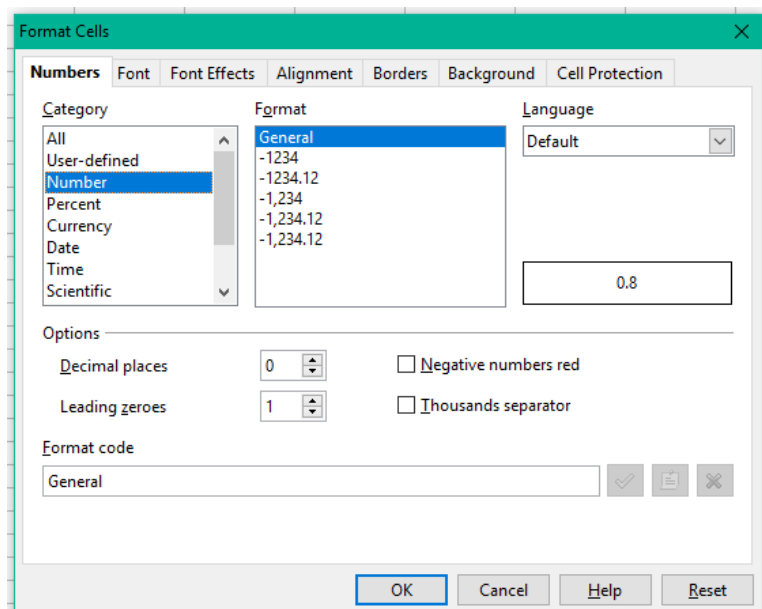 Format Cells
Numbers Font Font Effects Alignment Borders Background Cell Protection
Category
All
User-defined
Number
Percent
Currency
Date
Time
Scientific
Format
General
-1234
-1234.12
-1,234
-1,234.12
-1,234.12
Language
Default
0.8
Options
Decimal places 0
Negative numbers red
Leading zeroes 1
Thousands separator
Format code
General
OK Cancel Help Reset